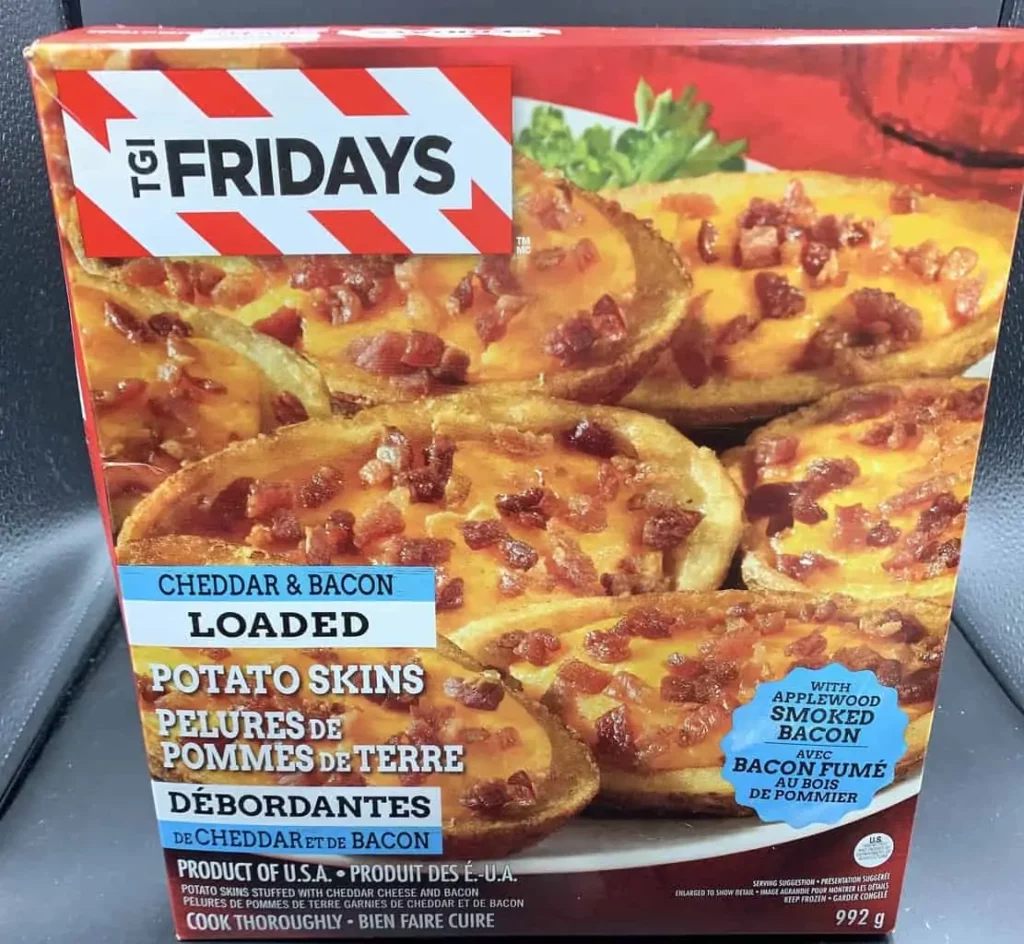 TGI FRIDAYS
TM
MC
CHEDDAR & BACON
LOADED
POTATO SKINS
PELURES DE
POMMES DE TERRE
DÉBORDANTES
DE CHEDDAR ET DE BACON
WITH
APPLEWOOD
SMOKED
BACON
AVEC
BACON FUMÉ
AU BOIS
DE POMMIER
U.S.
PRODUCT OF U.S.A. • PRODUIT DES É.-U.A.
POTATO SKINS STUFFED WITH CHEDDAR CHEESE AND BACON
PELURES DE POMMES DE TERRE GARNIES DE CHEDDAR ET DE BACON
COOK THOROUGHLY • BIEN FAIRE CUIRE
SERVING SUGGESTION • PRÉSENTATION SUGGÉRÉE
ENLARGED TO SHOW DETAIL • IMAGE AGRANDIE POUR MONTRER LES DÉTAILS
KEEP FROZEN • GARDER CONGELÉ
992 g